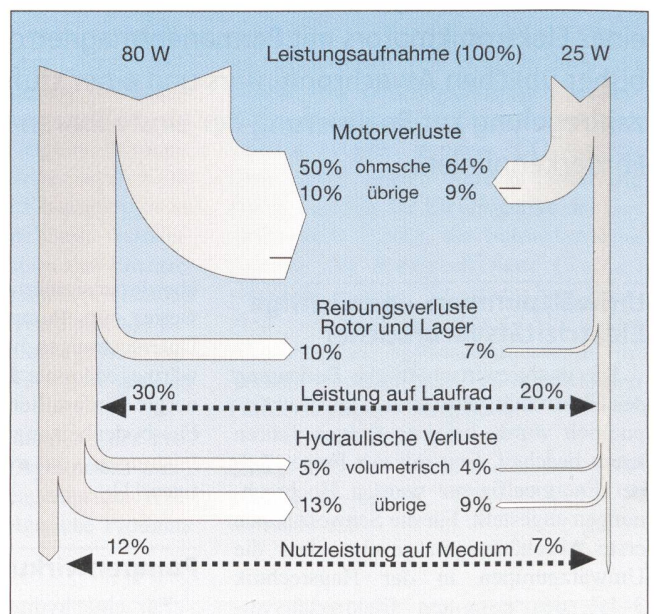 80 W Leistungsaufnahme (100%) 25 W
Motorverluste
50% ohmsche 64%
10% übrige 9%
Reibungsverluste
Rotor und Lager
10% 7%
30% Leistung auf Laufrad 20%
Hydraulische Verluste
5% volumetrisch 4%
13% übrige 9%
12% Nutzleistung auf Medium 7%